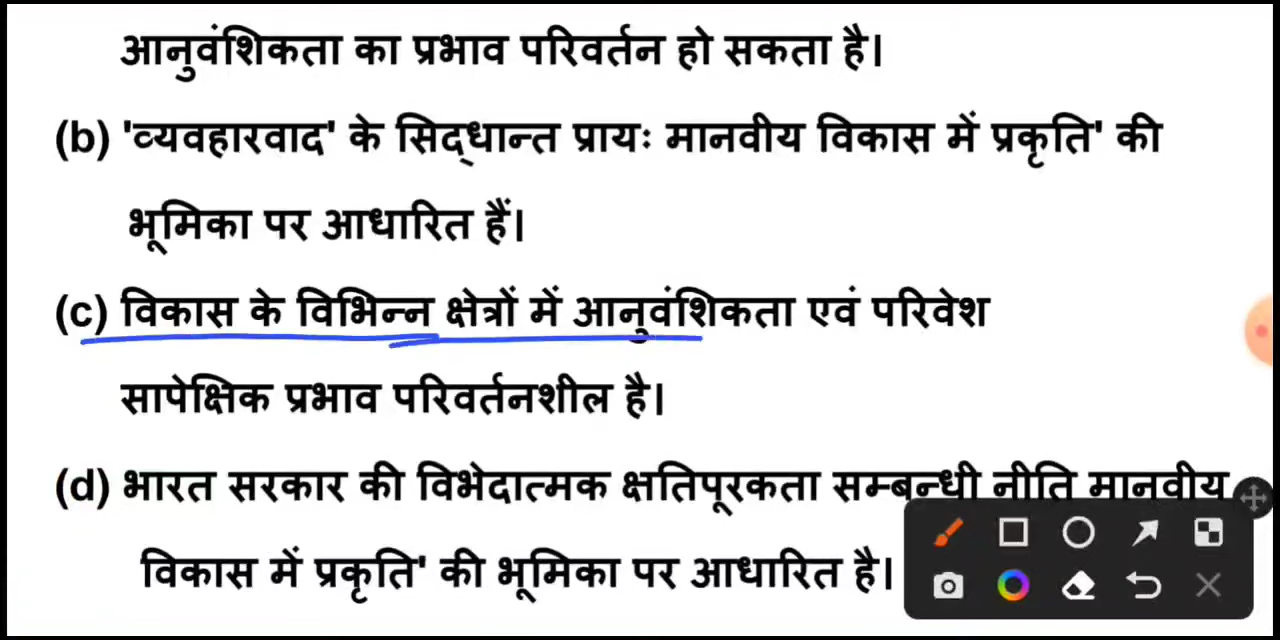 आनुवंशिकता का प्रभाव परिवर्तन हो सकता है।
(b) 'व्यवहारवाद' के सिद्धान्त प्रायः मानवीय विकास में प्रकृति' की
भूमिका पर आधारित हैं।
(c) विकास के विभिन्न क्षेत्रों में आनुवंशिकता एवं परिवेश
सापेक्षिक प्रभाव परिवर्तनशील है।
(d) भारत सरकार की विभेदात्मक क्षतिपूरकता सम्बन्धी नीति मानवीय
विकास में प्रकृति' की भूमिका पर आधारित है।